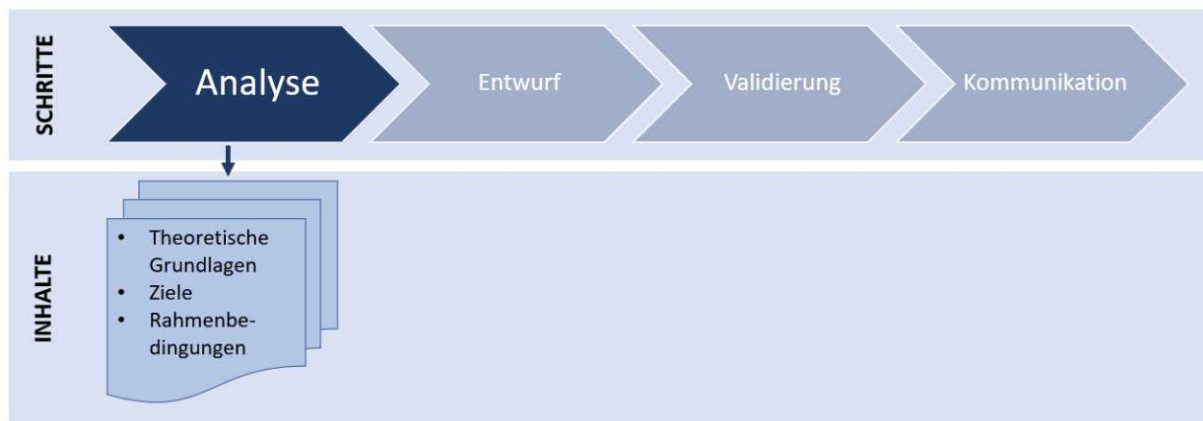 SCHRITTE
Analyse
Entwurf
Validierung
Kommunikation
INHALTE
• Theoretische
Grundlagen
• Ziele
• Rahmenbe-
dingungen